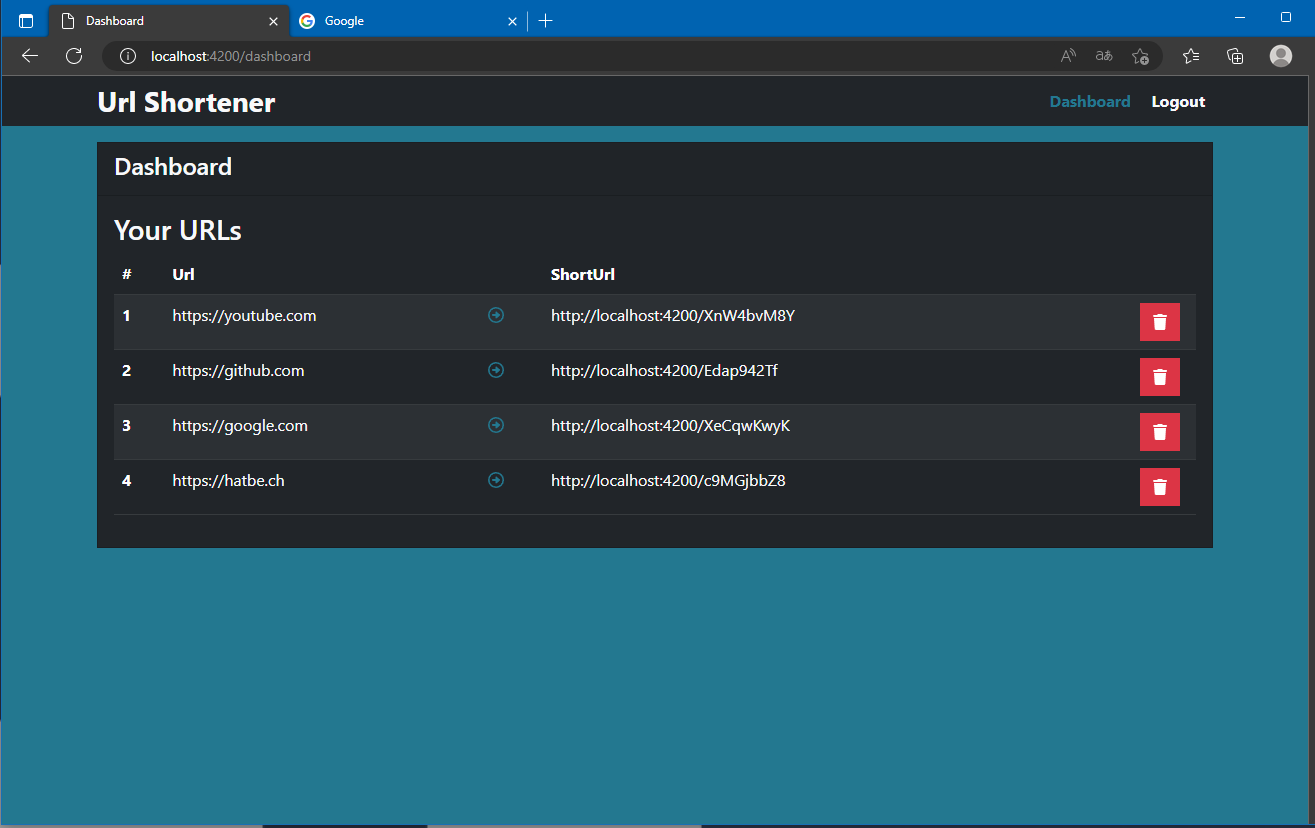 Dashboard
Google
localhost:4200/dashboard
aあ
Url Shortener
Dashboard Logout
Dashboard
Your URLs
# Url ShortUrl
1 https://youtube.com http://localhost:4200/XnW4bvM8Y
2 https://github.com http://localhost:4200/Edap942Tf
3 https://google.com http://localhost:4200/XeCqwKwyK
4 https://hatbe.ch http://localhost:4200/c9MGjbbZ8